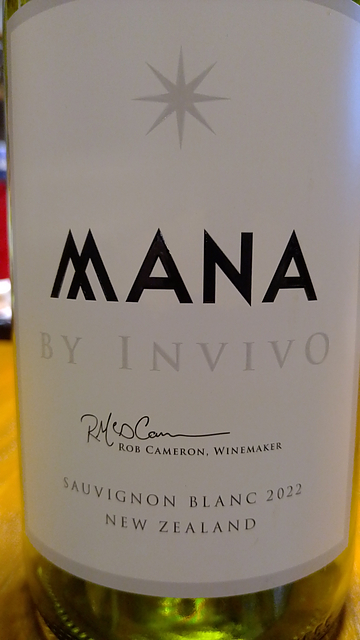 MANA
BY INVIVO
ROB CAMERON, WINEMAKER
SAUVIGNON BLANC 2022
NEW ZEALAND